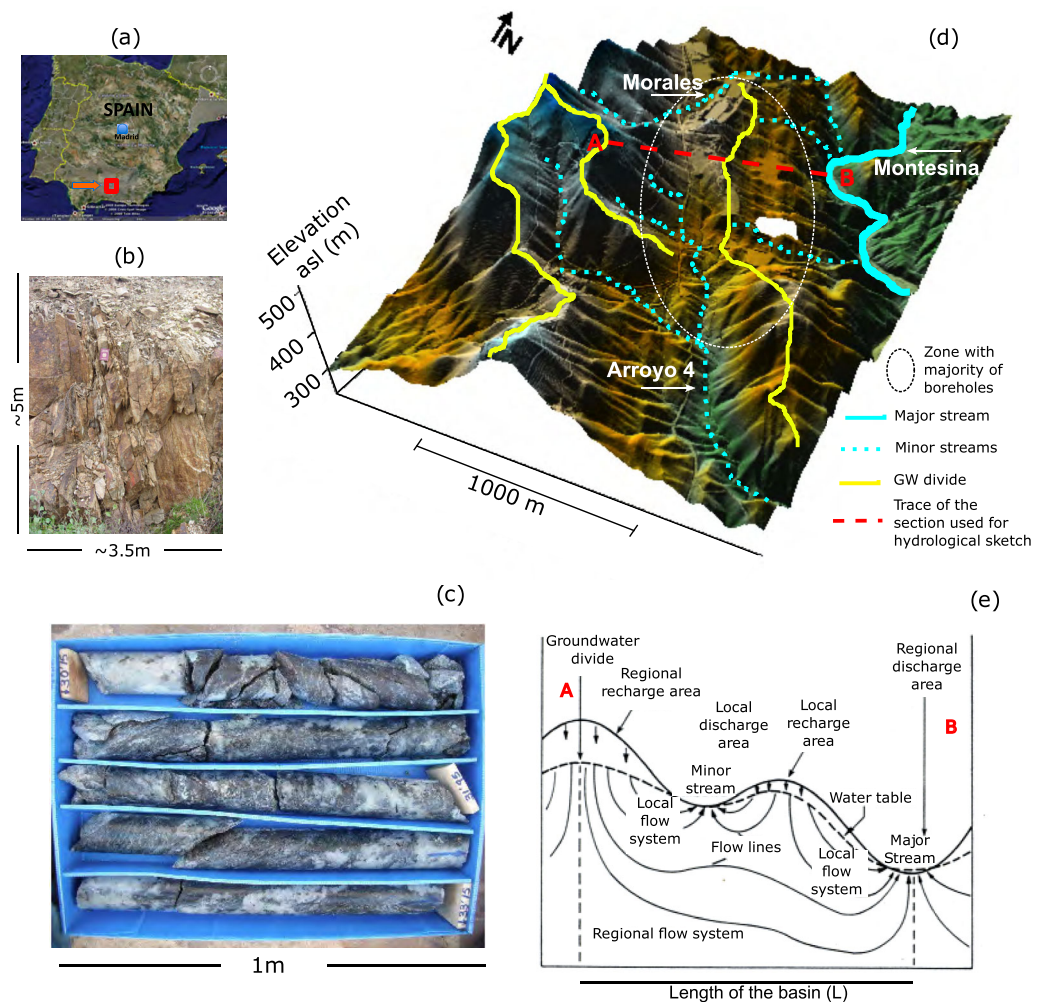 (a)
SPAIN
Madrid
Google
(b)
~5m
~3.5m
(c)
1m
(d)
N
Morales
A
Montesina
B
Elevation
asl (m)
500
400
300
Arroyo 4
1000 m
Zone with
majority of
boreholes
Major stream
Minor streams
GW divide
Trace of the
section used for
hydrological sketch
(e)
Groundwater
divide
A
Regional
recharge area
Regional
discharge
area
B
Local
discharge
area
Local
recharge
area
Minor
stream
Local
flow
system
Flow lines
Water table
Major
Stream
Local
flow
system
Regional flow system
Length of the basin (L)